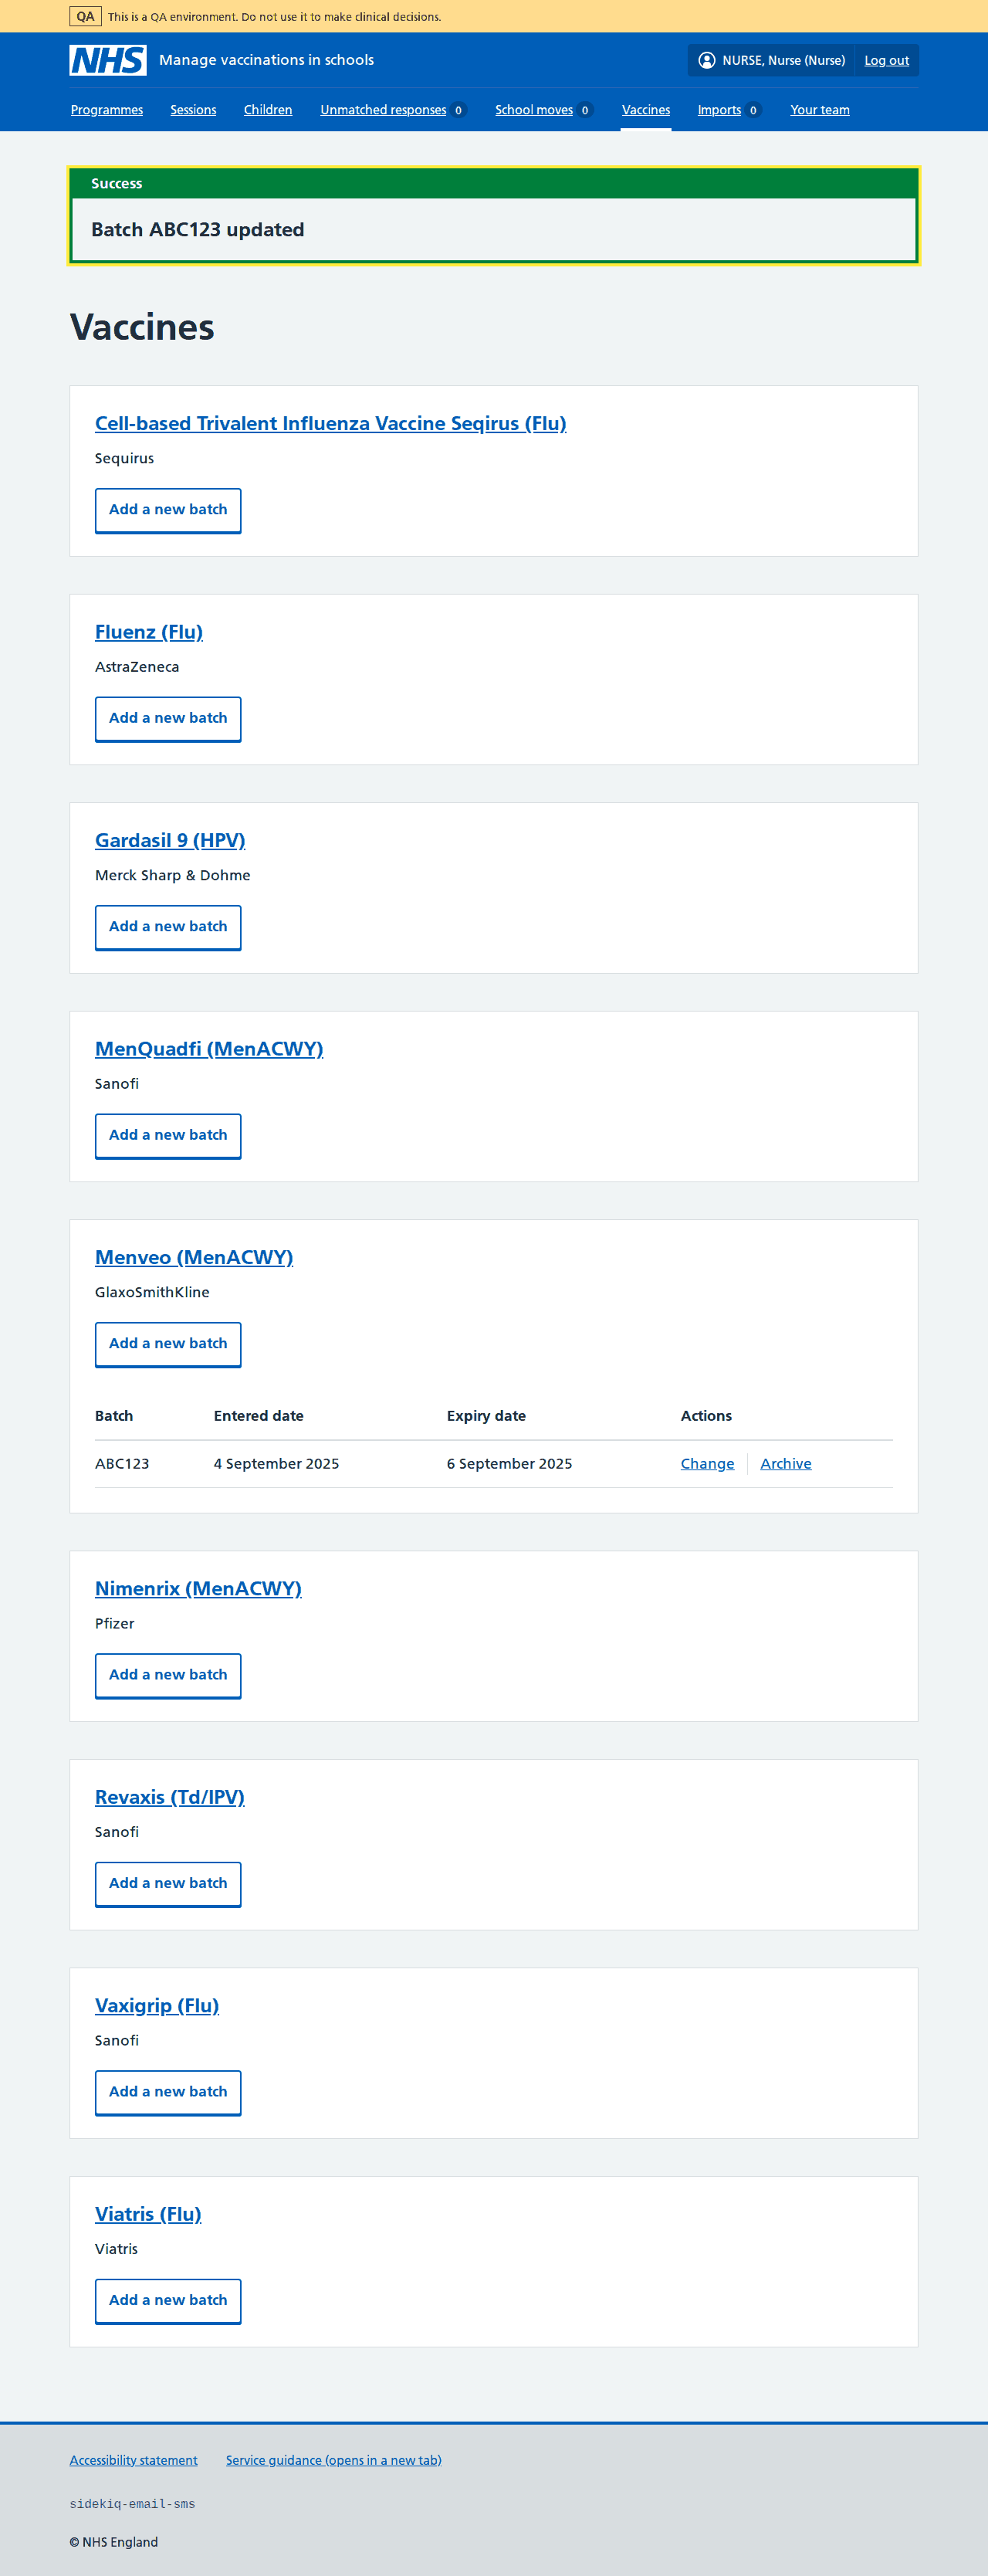 QA This is a QA environment. Do not use it to make clinical decisions.
NHS Manage vaccinations in schools NURSE, Nurse (Nurse) Log out
Programmes Sessions Children Unmatched responses 0 School moves 0 Vaccines Imports 0 Your team
Success
Batch ABC123 updated
Vaccines
Cell-based Trivalent Influenza Vaccine Seqirus (Flu)
Sequirus
Add a new batch
Fluenz (Flu)
AstraZeneca
Add a new batch
Gardasil 9 (HPV)
Merck Sharp & Dohme
Add a new batch
MenQuadfi (MenACWY)
Sanofi
Add a new batch
Menveo (MenACWY)
GlaxoSmithKline
Add a new batch
Batch Entered date Expiry date Actions
ABC123 4 September 2025 6 September 2025 Change Archive
Nimenrix (MenACWY)
Pfizer
Add a new batch
Revaxis (Td/IPV)
Sanofi
Add a new batch
Vaxigrip (Flu)
Sanofi
Add a new batch
Viatris (Flu)
Viatris
Add a new batch
Accessibility statement Service guidance (opens in a new tab)
sidekiq-email-sms
© NHS England